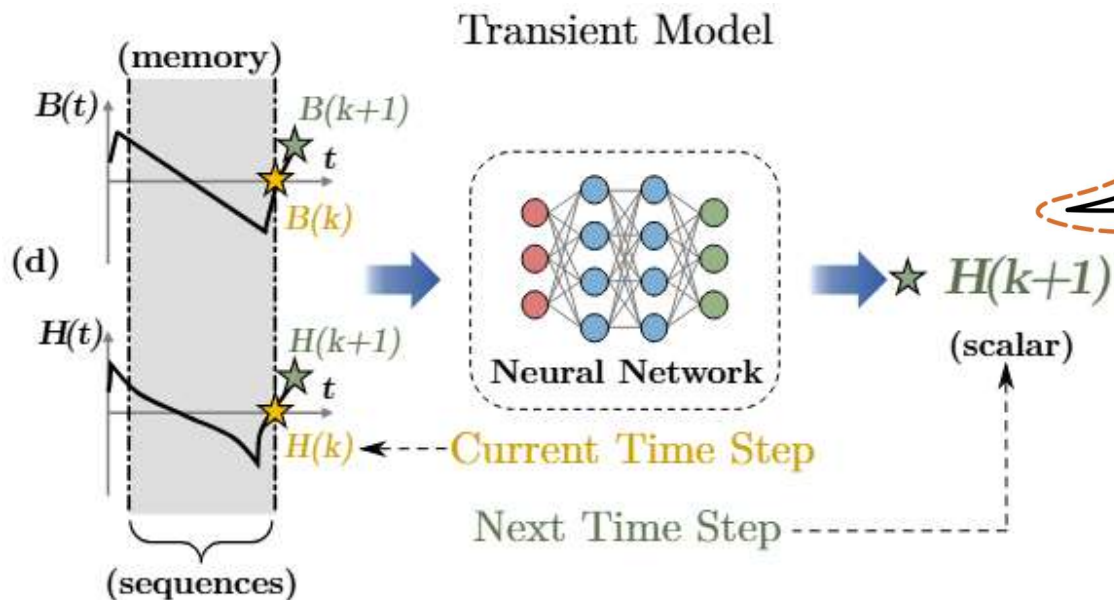 Transient Model
(memory)
B(t)
B(k+1)
t
B(k)
(d)
H(t)
H(k+1)
t
H(k)
Neural Network
H(k+1)
(scalar)
Current Time Step
Next Time Step
(sequences)